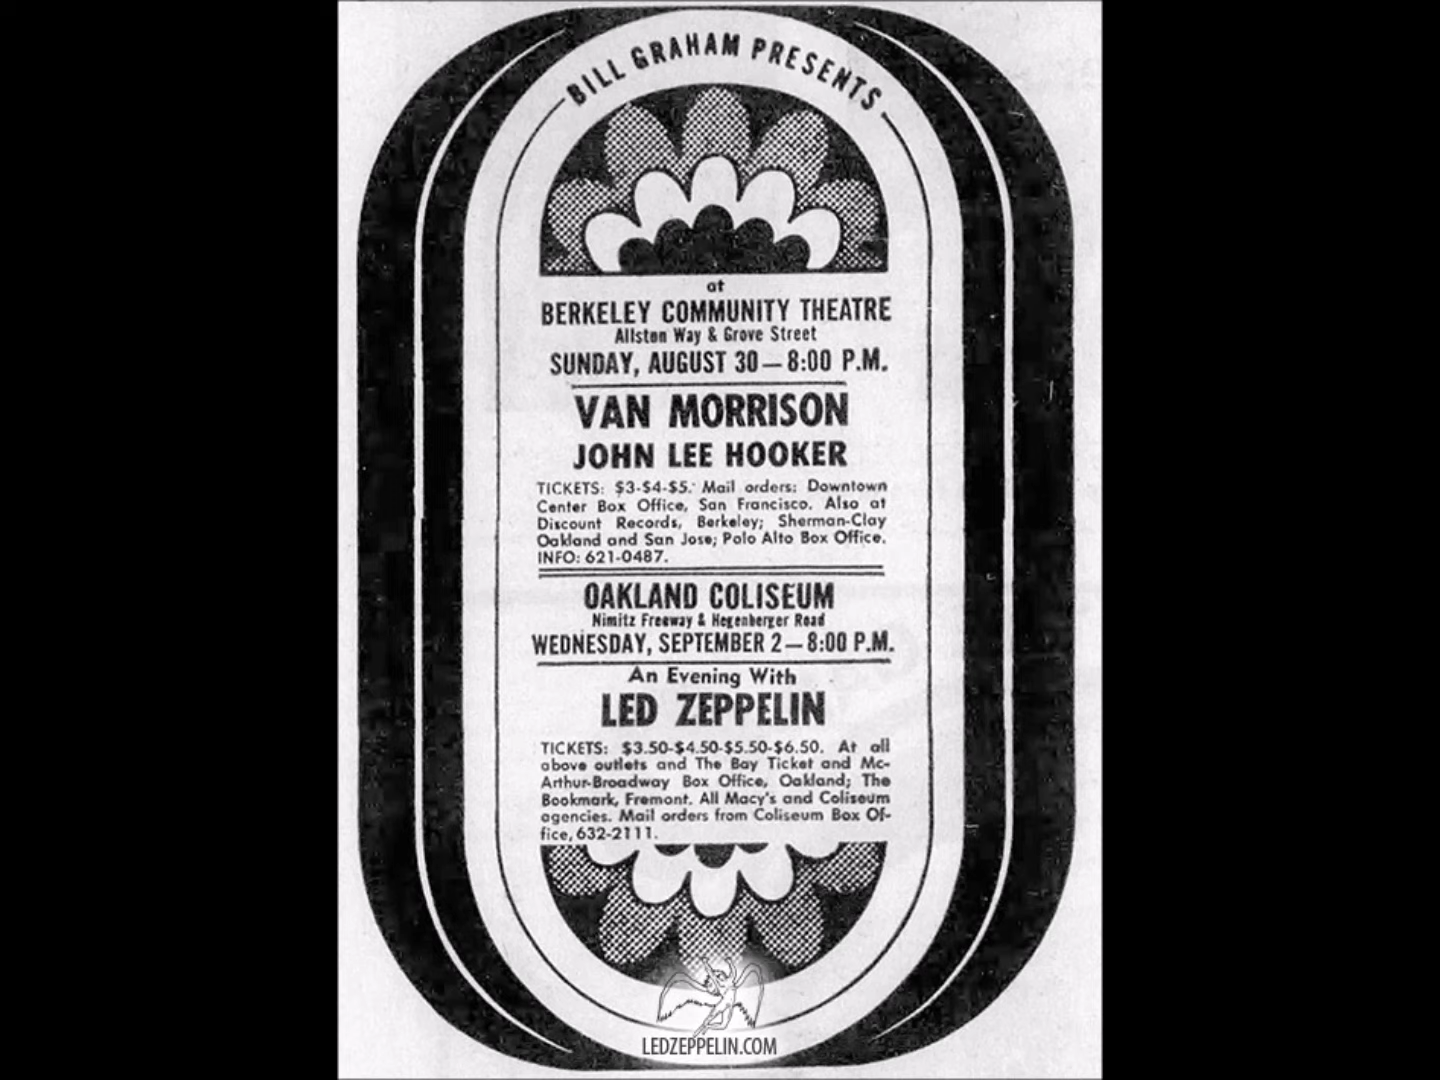 BILL GRAHAM PRESENTS
at
BERKELEY COMMUNITY THEATRE
Allston Way & Grove Street
SUNDAY, AUGUST 30—8:00 P.M.
VAN MORRISON
JOHN LEE HOOKER
TICKETS: $3-$4-$5. Mail orders: Downtown
Center Box Office, San Francisco. Also at
Discount Records, Berkeley; Sherman-Clay
Oakland and San Jose; Polo Alto Box Office.
INFO: 621-0487.
OAKLAND COLISEUM
Nimitz Freeway & Hegenberger Road
WEDNESDAY, SEPTEMBER 2—8:00 P.M.
An Evening With
LED ZEPPELIN
TICKETS: $3.50-$4.50-$5.50-$6.50. At all
above outlets and The Bay Ticket and Mc-
Arthur-Broadway Box Office, Oakland; The
Bookmark, Fremont. All Macy's and Coliseum
agencies. Mail orders from Coliseum Box Of-
fice, 632-2111.
LEDZEPPELIN.COM